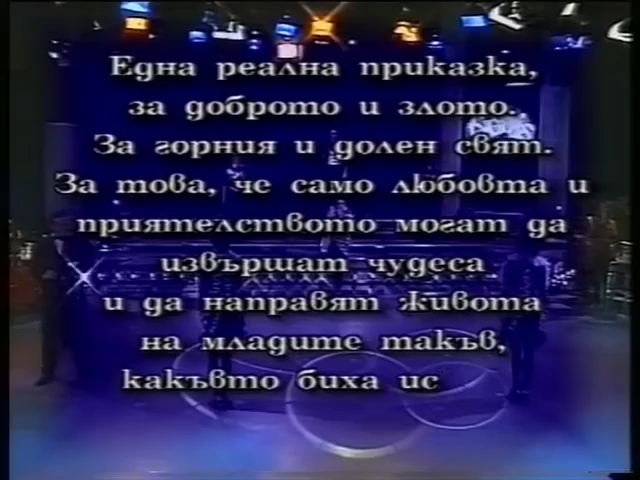 Една реална приказка,
за доброто и злото.
За горния и долен свят.
За това, че само любовта и
приятелството могат да
извършат чудеса
и да направят живота
на младите такъв,
какъвто биха ис